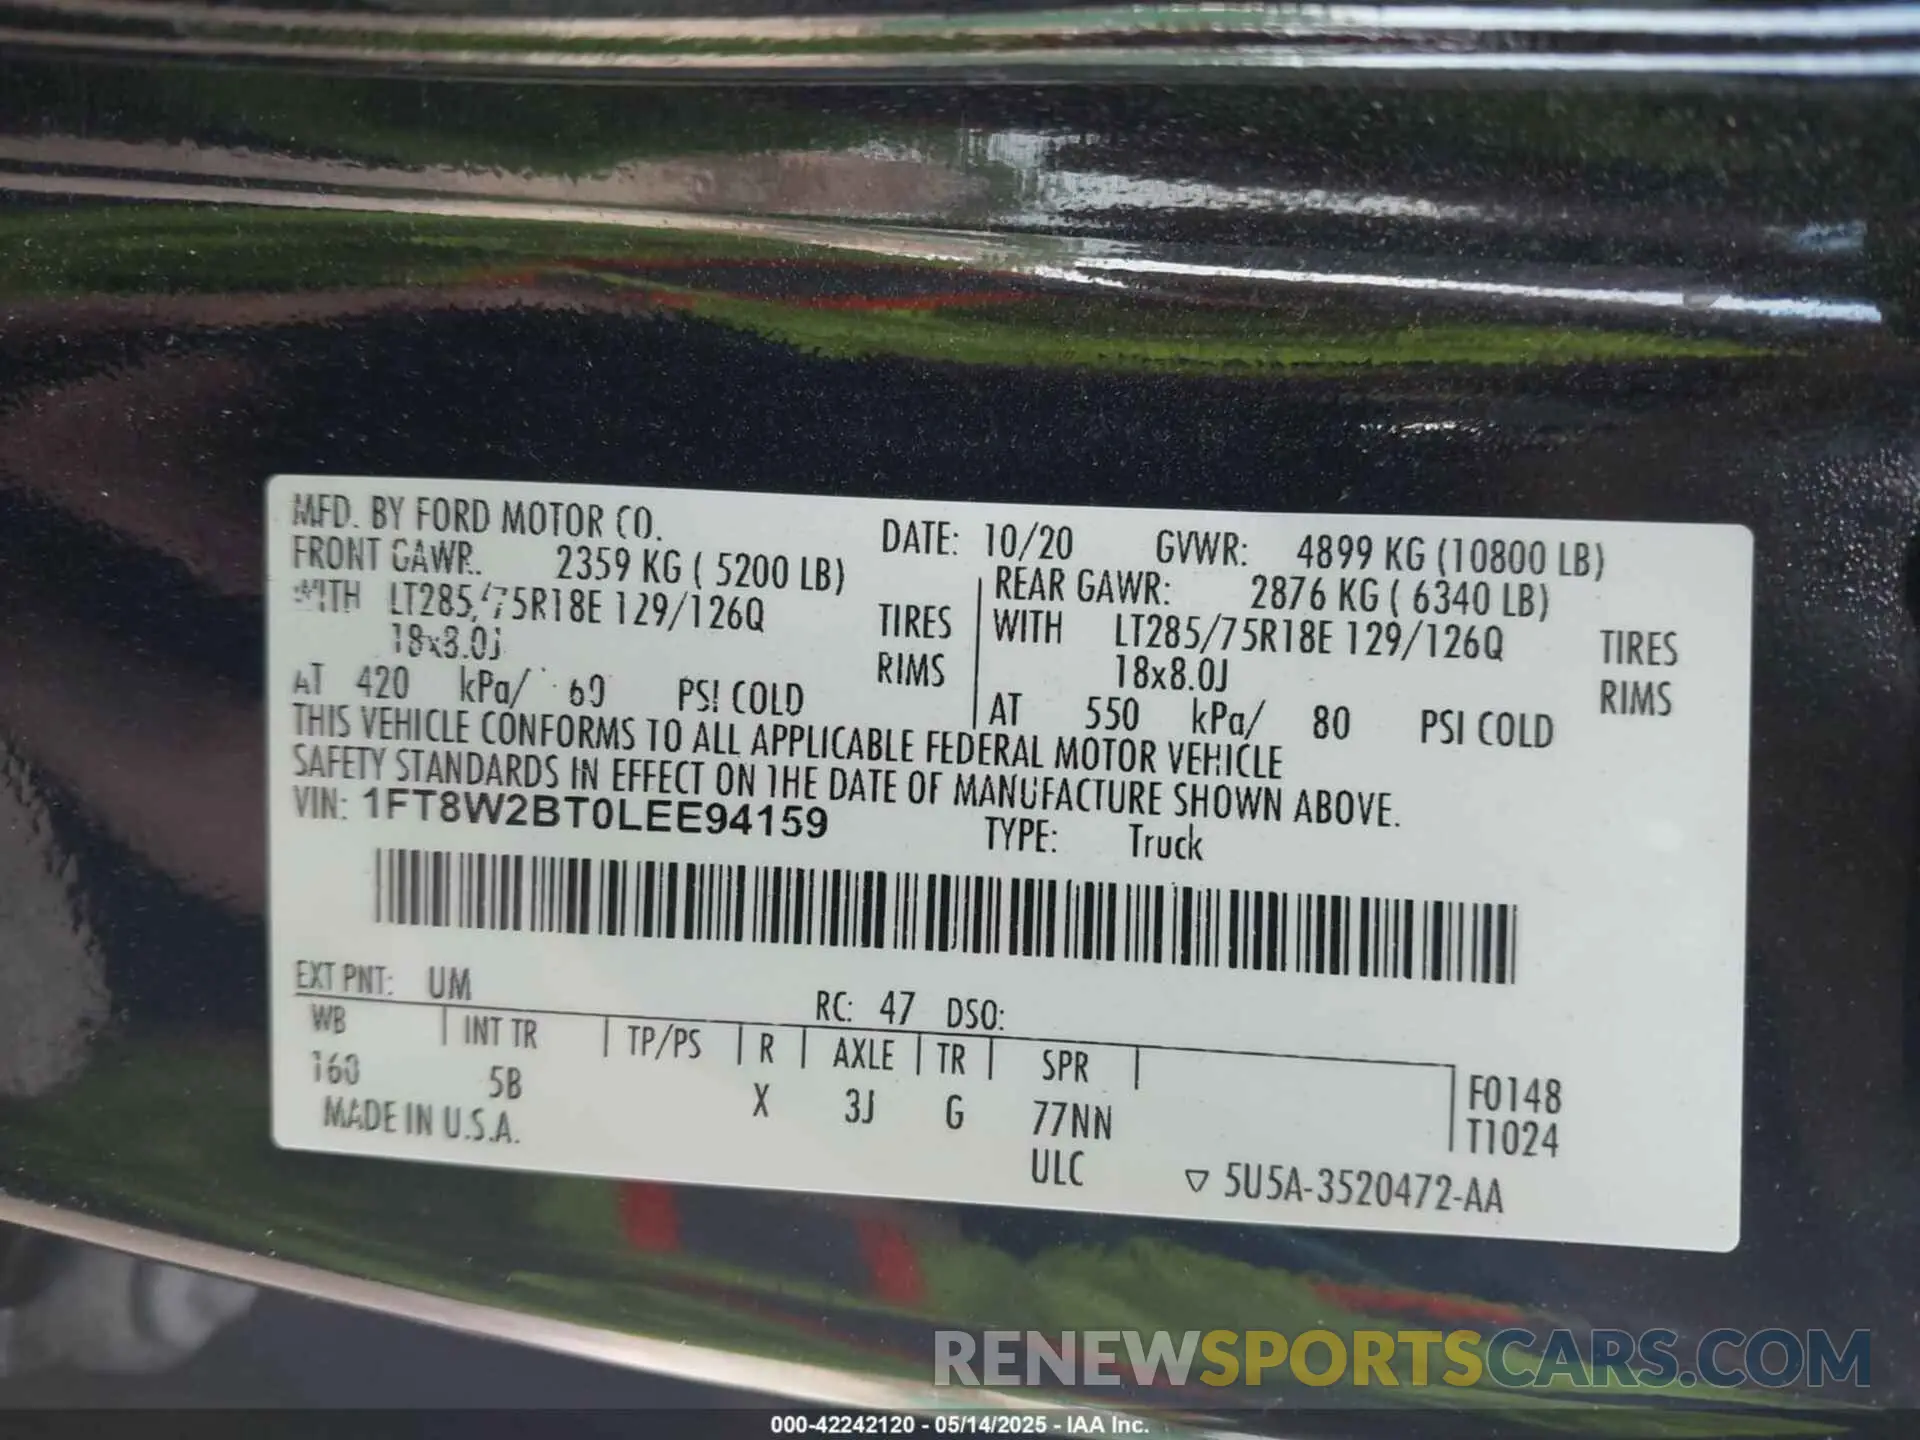 MFD. BY FORD MOTOR CO. DATE: 10/20 GVWR: 4899 KG (10800 LB)
FRONT GAWR. 2359 KG ( 5200 LB) REAR GAWR: 2876 KG ( 6340 LB)
WITH LT285/75R18E 129/126Q TIRES WITH LT285/75R18E 129/126Q TIRES
18x8.0J RIMS 18x8.0J RIMS
AT 420 kPa/ 60 PSI COLD AT 550 kPa/ 80 PSI COLD
THIS VEHICLE CONFORMS TO ALL APPLICABLE FEDERAL MOTOR VEHICLE
SAFETY STANDARDS IN EFFECT ON THE DATE OF MANUFACTURE SHOWN ABOVE.
VIN: 1FT8W2BT0LEE94159 TYPE: Truck
EXT PNT: UM RC: 47 DSO:
WB INT TR TP/PS R AXLE TR SPR
160 5B X 3J G 77NN F0148
MADE IN U.S.A. ULC T1024
5U5A-3520472-AA
RENEWSPORTSCARS.COM
000-42242120 - 05/14/2025 - IAA Inc.